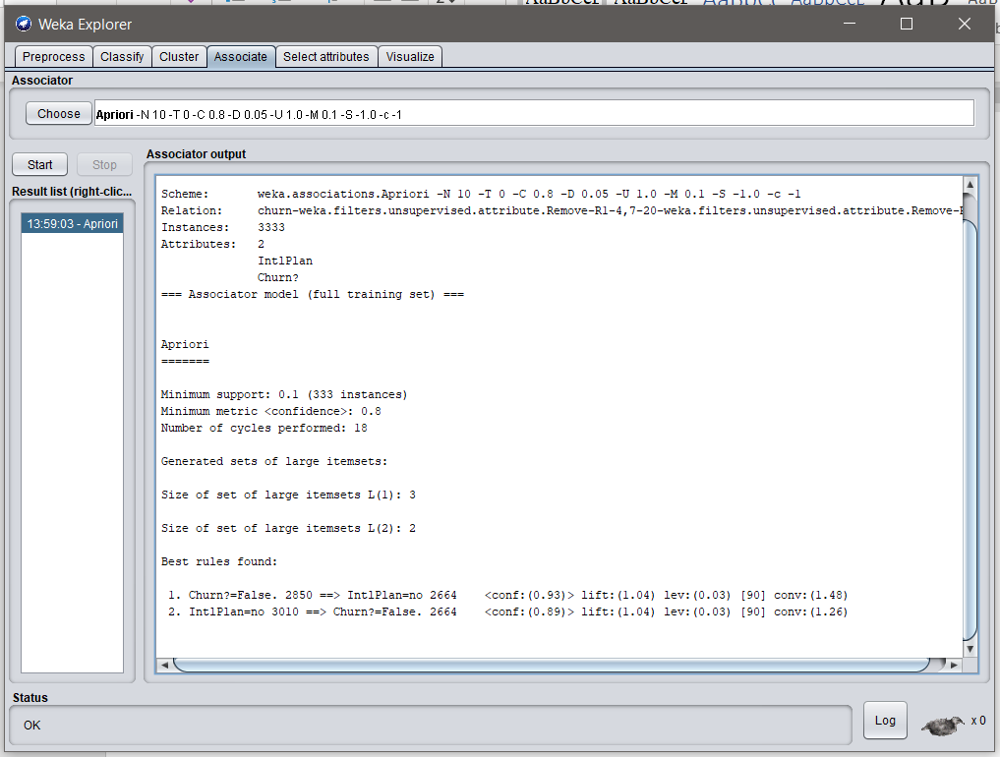 Weka Explorer
Preprocess Classify Cluster Associate Select attributes Visualize
Associator
Choose Apriori -N 10 -T 0 -C 0.8 -D 0.05 -U 1.0 -M 0.1 -S -1.0 -c -1
Start Stop
Result list (right-clic...
13:59:03 - Apriori
Associator output
Scheme: weka.associations.Apriori -N 10 -T 0 -C 0.8 -D 0.05 -U 1.0 -M 0.1 -S -1.0 -c -1
Relation: churn-weka.filters.unsupervised.attribute.Remove-R1-4,7-20-weka.filters.unsupervised.attribute.Remove-
Instances: 3333
Attributes: 2
IntlPlan
Churn?
=== Associator model (full training set) ===
Apriori
=======
Minimum support: 0.1 (333 instances)
Minimum metric <confidence>: 0.8
Number of cycles performed: 18
Generated sets of large itemsets:
Size of set of large itemsets L(1): 3
Size of set of large itemsets L(2): 2
Best rules found:
1. Churn?=False. 2850 ==> IntlPlan=no 2664 <conf:(0.93)> lift:(1.04) lev:(0.03) [90] conv:(1.48)
2. IntlPlan=no 3010 ==> Churn?=False. 2664 <conf:(0.89)> lift:(1.04) lev:(0.03) [90] conv:(1.26)
Status
OK
Log
x 0